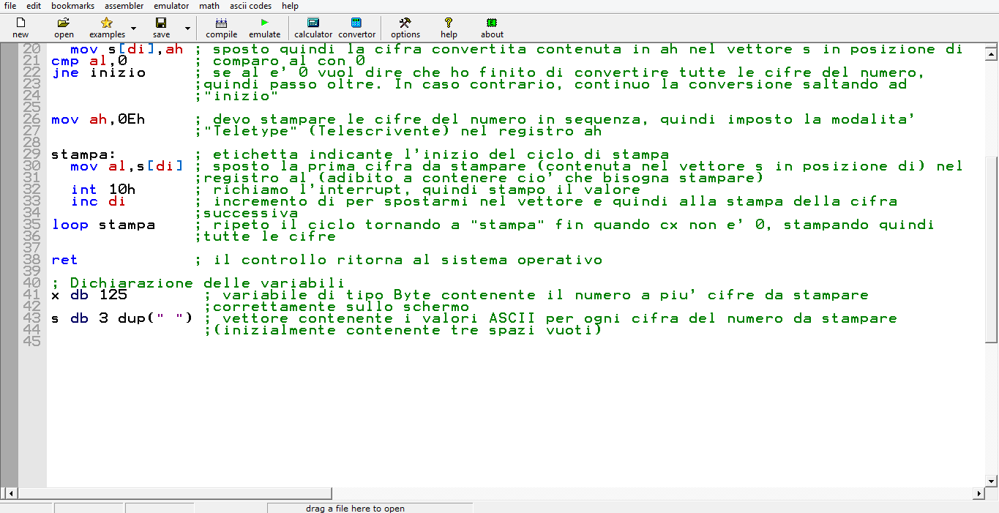 file edit bookmarks assembler emulator math ascii codes help
new open examples save compile emulate calculator convertor options help about
20 mov s[di],ah ; sposto quindi la cifra convertita contenuta in ah nel vettore s in posizione di
21 cmp al,0 ; comparo al con 0
22 jne inizio ; se al e' 0 vuol dire che ho finito di convertire tutte le cifre del numero,
23 ;quindi passo oltre. In caso contrario, continuo la conversione saltando ad
24 ;"inizio"
25
26 mov ah,0Eh ; devo stampare le cifre del numero in sequenza, quindi imposto la modalita'
27 ;"Teletype" (Telescrivente) nel registro ah
28
29 stampa: ; etichetta indicante l'inizio del ciclo di stampa
30 mov al,s[di] ; sposto la prima cifra da stampare (contenuta nel vettore s in posizione di) nel
31 ;registro al (adibito a contenere cio' che bisogna stampare)
32 int 10h ; richiamo l'interrupt, quindi stampo il valore
33 inc di ; incremento di per spostarmi nel vettore e quindi alla stampa della cifra
34 ;successiva
35 loop stampa ; ripeto il ciclo tornando a "stampa" fin quando cx non e' 0, stampando quindi
36 ;tutte le cifre
37
38 ret ; il controllo ritorna al sistema operativo
39
40 ; Dichiarazione delle variabili
41 x db 125 ; variabile di tipo Byte contenente il numero a piu' cifre da stampare
42 ;correttamente sullo schermo
43 s db 3 dup(" ") ; vettore contenente i valori ASCII per ogni cifra del numero da stampare
44 ;(inizialmente contenente tre spazi vuoti)
45
drag a file here to open